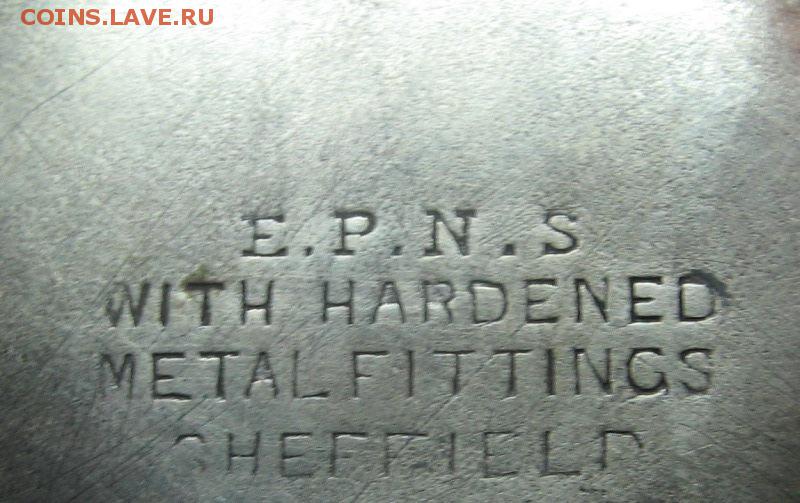 COINS.LAVE.RU
E.P.N.S
WITH HARDENED
METAL FITTINGS
SHEFFIELD